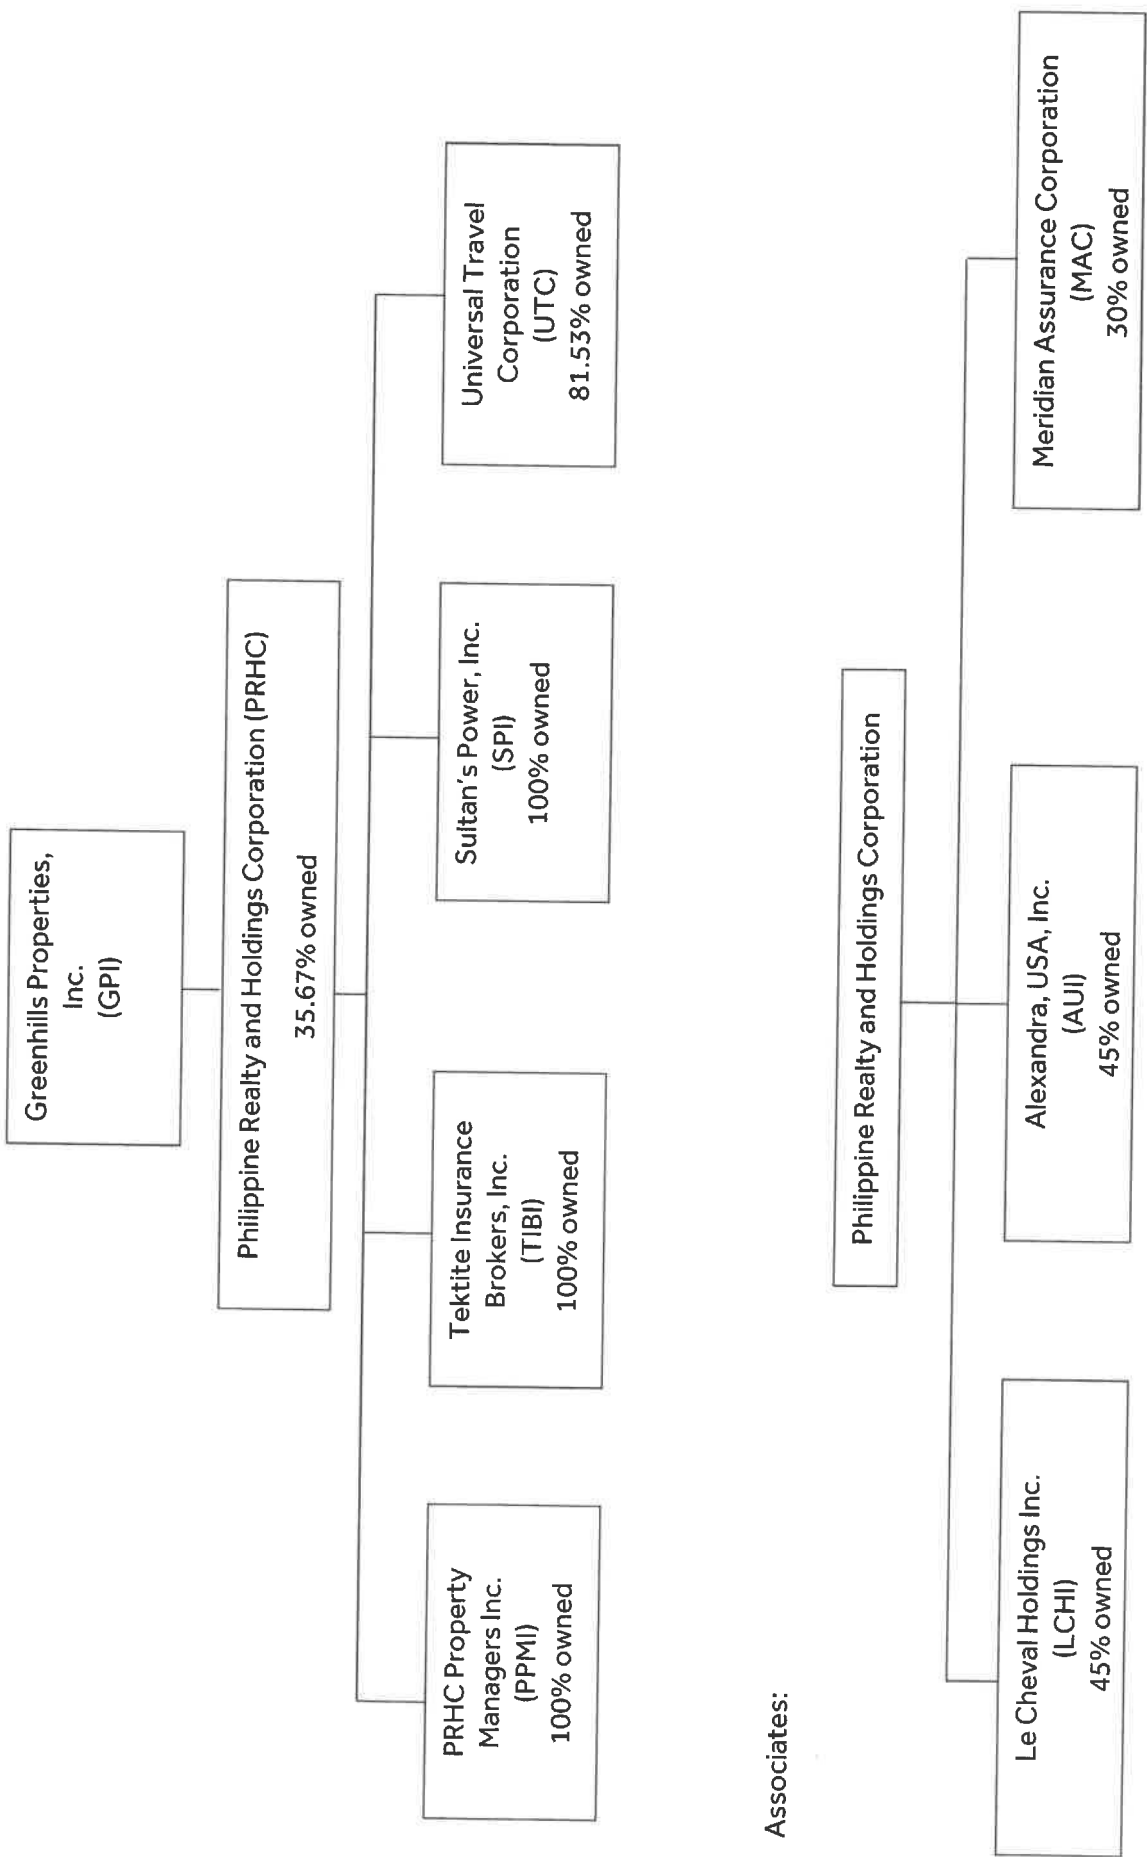 Greenhills Properties,
Inc.
(GPI)
Philippine Realty and Holdings Corporation (PRHC)
35.67% owned
PRHC Property
Managers Inc.
(PPMI)
100% owned
Tektite Insurance
Brokers, Inc.
(TIBI)
100% owned
Sultan's Power, Inc.
(SPI)
100% owned
Universal Travel
Corporation
(UTC)
81.53% owned
Associates:
Philippine Realty and Holdings Corporation
Le Cheval Holdings Inc.
(LCHI)
45% owned
Alexandra, USA, Inc.
(AUI)
45% owned
Meridian Assurance Corporation
(MAC)
30% owned